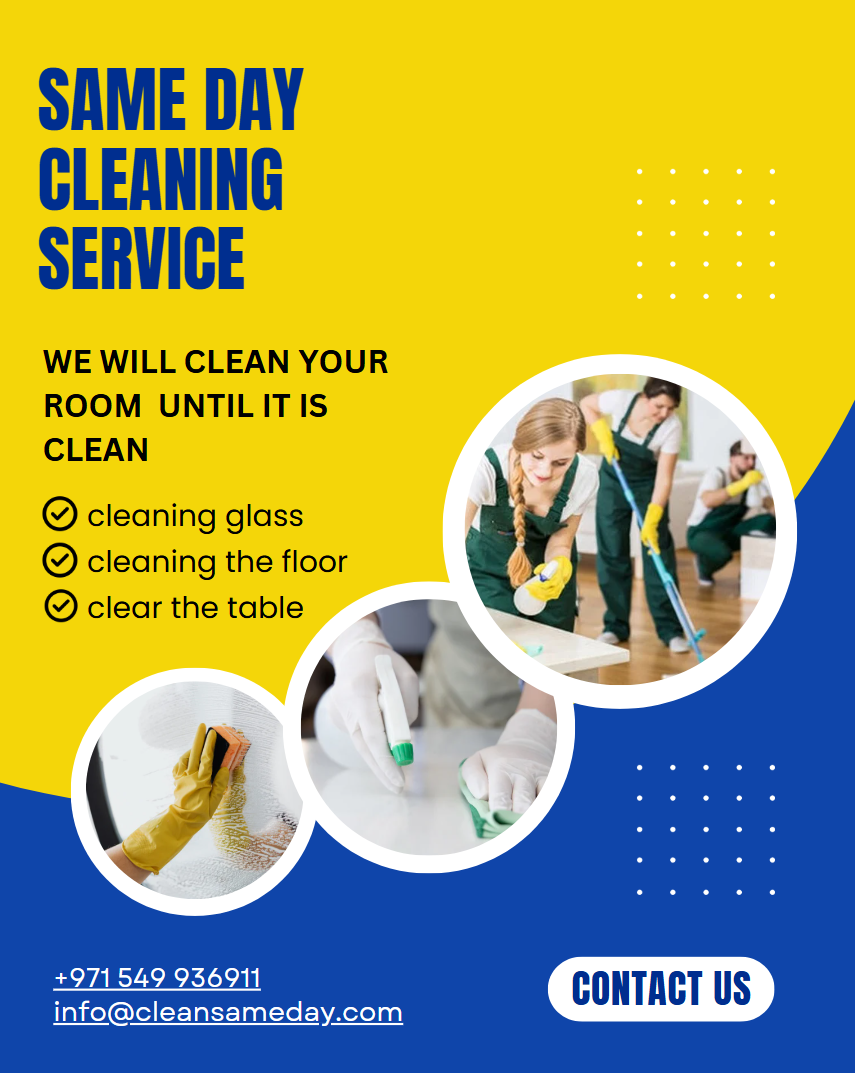 SAME DAY
CLEANING
SERVICE
WE WILL CLEAN YOUR
ROOM  UNTIL IT IS
CLEAN
cleaning glass
cleaning the floor
clear the table
+971 549 936911
info@cleansameday.com
CONTACT US